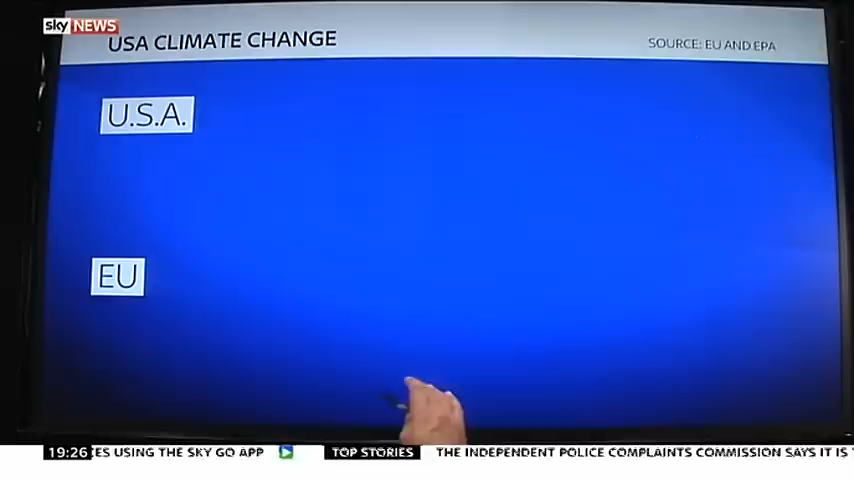 sky NEWS
USA CLIMATE CHANGE
SOURCE: EU AND EPA
U.S.A.
EU
19:26
ES USING THE SKY GO APP
TOP STORIES
THE INDEPENDENT POLICE COMPLAINTS COMMISSION SAYS IT IS